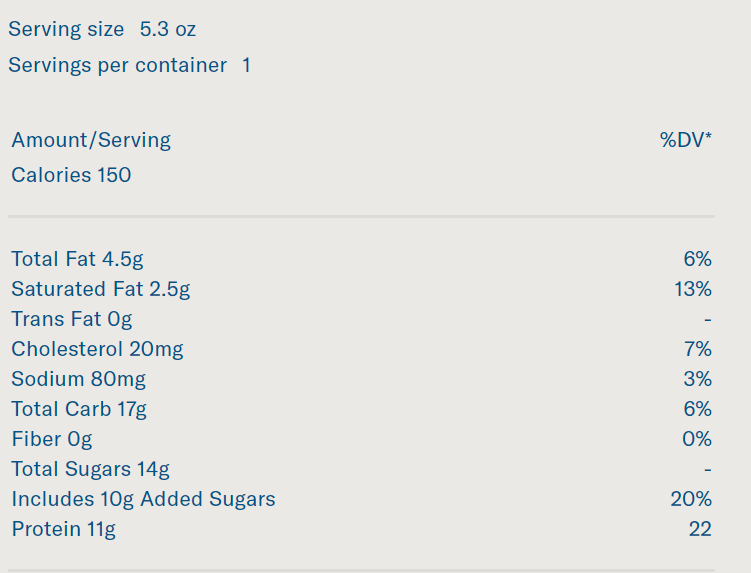 Serving size 5.3 oz
Servings per container 1
Amount/Serving %DV*
Calories 150
Total Fat 4.5g 6%
Saturated Fat 2.5g 13%
Trans Fat 0g -
Cholesterol 20mg 7%
Sodium 80mg 3%
Total Carb 17g 6%
Fiber 0g 0%
Total Sugars 14g -
Includes 10g Added Sugars 20%
Protein 11g 22